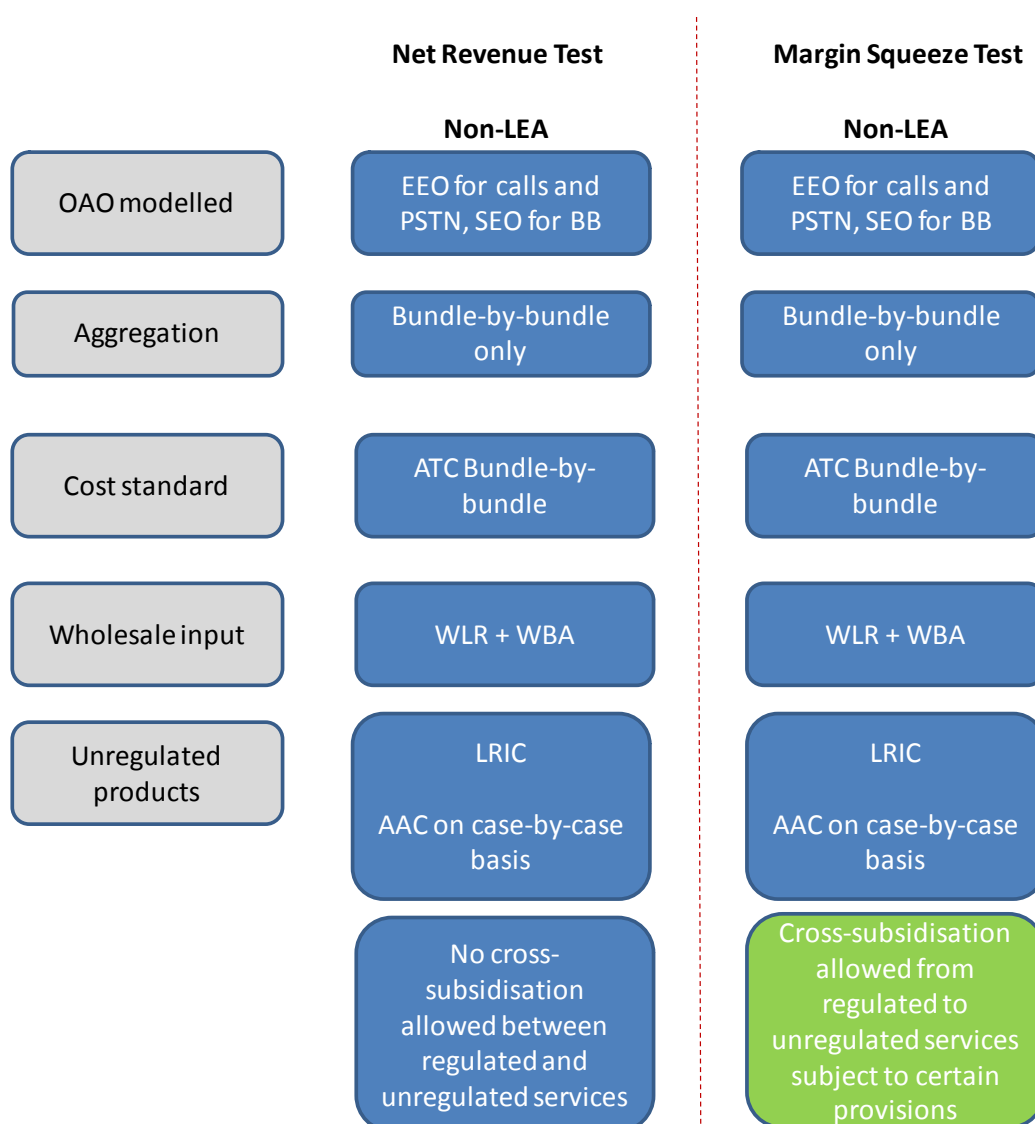 Net Revenue Test
Margin Squeeze Test
Non-LEA
Non-LEA
OAO modelled
EEO for calls and
PSTN, SEO for BB
EEO for calls and
PSTN, SEO for BB
Aggregation
Bundle-by-bundle
only
Bundle-by-bundle
only
Cost standard
ATC Bundle-by-
bundle
ATC Bundle-by-
bundle
Wholesale input
WLR + WBA
WLR + WBA
Unregulated
products
LRIC
AAC on case-by-case
basis
LRIC
AAC on case-by-case
basis
No cross-
subsidisation
allowed between
regulated and
unregulated services
Cross-subsidisation
allowed from
regulated to
unregulated services
subject to certain
provisions